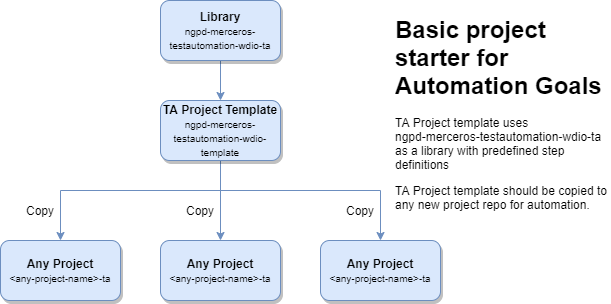 Library
ngpd-merceros-
testautomation-wdio-ta
Basic project
starter for
Automation Goals
TA Project Template
ngpd-merceros-
testautomation-wdio-
template
TA Project template uses
ngpd-merceros-testautomation-wdio-ta
as a library with predefined step
definitions
TA Project template should be copied to
any new project repo for automation.
Copy
Copy
Copy
Any Project
<any-project-name>-ta
Any Project
<any-project-name>-ta
Any Project
<any-project-name>-ta